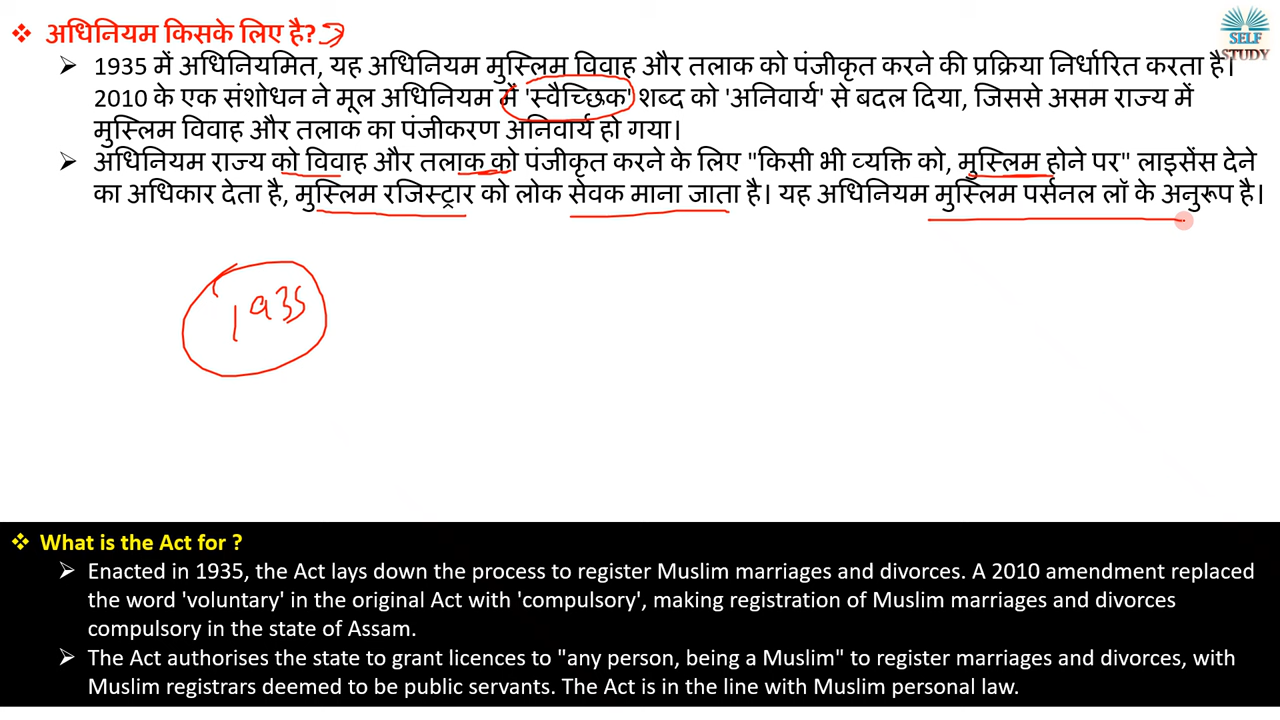 ❖ अधिनियम किसके लिए है?
➢ 1935 में अधिनियमित, यह अधिनियम मुस्लिम विवाह और तलाक को पंजीकृत करने की प्रक्रिया निर्धारित करता है।
2010 के एक संशोधन ने मूल अधिनियम में 'स्वैच्छिक' शब्द को 'अनिवार्य' से बदल दिया, जिससे असम राज्य में
मुस्लिम विवाह और तलाक का पंजीकरण अनिवार्य हो गया।
➢ अधिनियम राज्य को विवाह और तलाक को पंजीकृत करने के लिए "किसी भी व्यक्ति को, मुस्लिम होने पर" लाइसेंस देने
का अधिकार देता है, मुस्लिम रजिस्ट्रार को लोक सेवक माना जाता है। यह अधिनियम मुस्लिम पर्सनल लॉ के अनुरूप है।
SELF
STUDY
1935
❖ What is the Act for ?
➢ Enacted in 1935, the Act lays down the process to register Muslim marriages and divorces. A 2010 amendment replaced
the word 'voluntary' in the original Act with 'compulsory', making registration of Muslim marriages and divorces
compulsory in the state of Assam.
➢ The Act authorises the state to grant licences to "any person, being a Muslim" to register marriages and divorces, with
Muslim registrars deemed to be public servants. The Act is in the line with Muslim personal law.